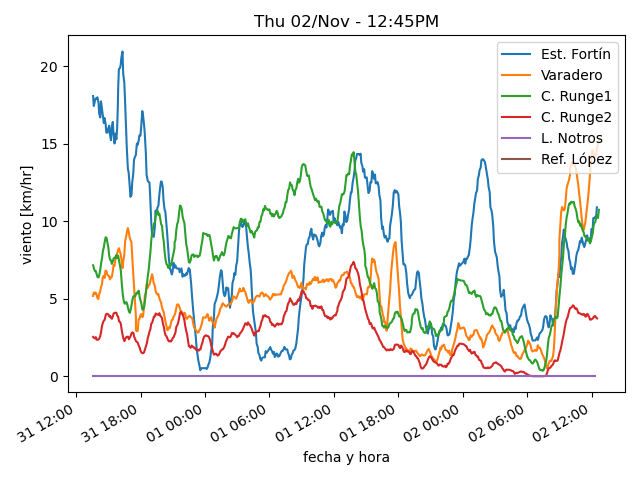 Thu 02/Nov - 12:45PM
Est. Fortín
Varadero
C. Runge1
C. Runge2
L. Notros
Ref. López
viento [km/hr]
20
15
10
5
0
31 12:00
31 18:00
01 00:00
01 06:00
01 12:00
01 18:00
02 00:00
02 06:00
02 12:00
fecha y hora